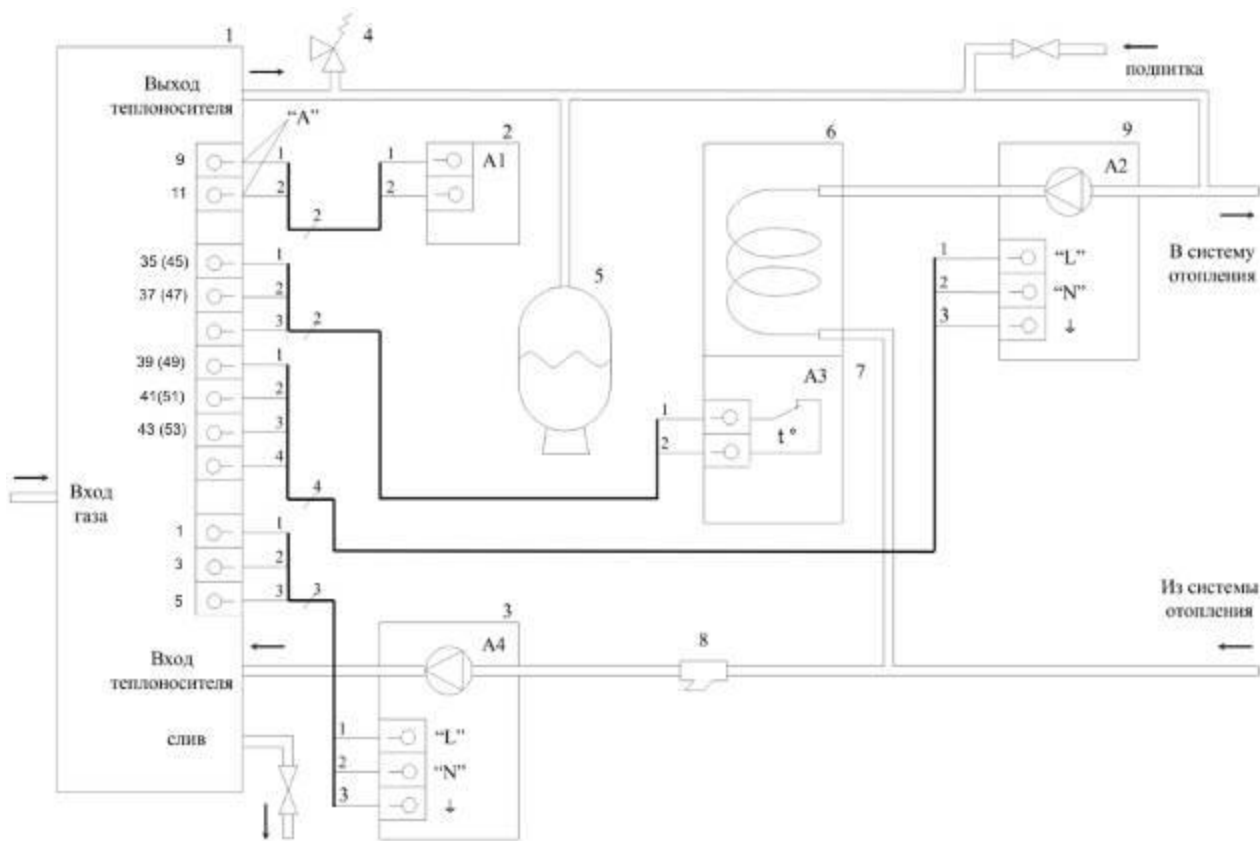 1
4
подпитка
Выход
теплоносителя
“A”
2
6
9
9
1
1
A1
A2
11
2
2
2
35 (45)
1
5
1
“L”
В систему
отопления
37 (47)
2
2
“N”
3
2
3
39 (49)
1
A3
7
41(51)
2
43 (53)
3
1
t°
4
2
Вход
газа
4
1
1
3
2
5
3
3
3
Из системы
отопления
A4
8
Вход
теплоносителя
слив
1
“L”
2
“N”
3